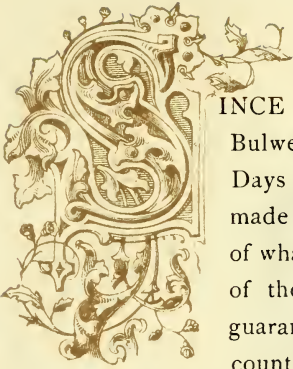 SINCE
Bulwe
Days
made
of wha
of the
guaran
count